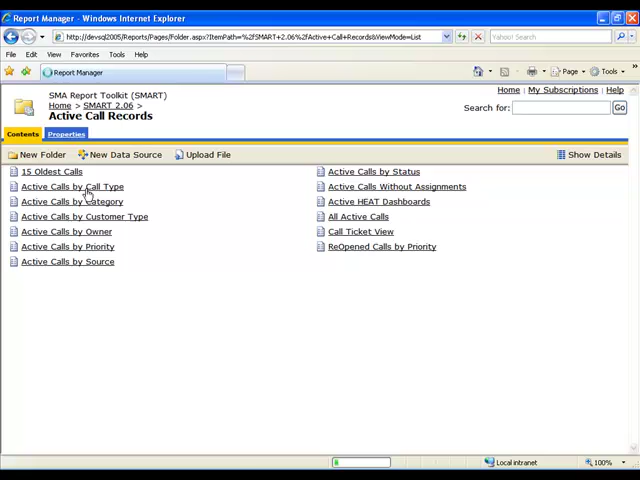 Report Manager - Windows Internet Explorer
http://devsql2005/Reports/Pages/Folder.aspx?ItemPath=%2fSMART+2.06%2fActive+Call+Records&ViewMode=List
Yahoo! Search
File Edit View Favorites Tools Help
Report Manager
Page Tools
SMA Report Toolkit (SMART)
Home > SMART 2.06 >
Active Call Records
Home | My Subscriptions | Help
Search for: Go
Contents Properties
New Folder New Data Source Upload File Show Details
15 Oldest Calls
Active Calls by Call Type
Active Calls by Category
Active Calls by Customer Type
Active Calls by Owner
Active Calls by Priority
Active Calls by Source
Active Calls by Status
Active Calls Without Assignments
Active HEAT Dashboards
All Active Calls
Call Ticket View
ReOpened Calls by Priority
Local intranet 100%